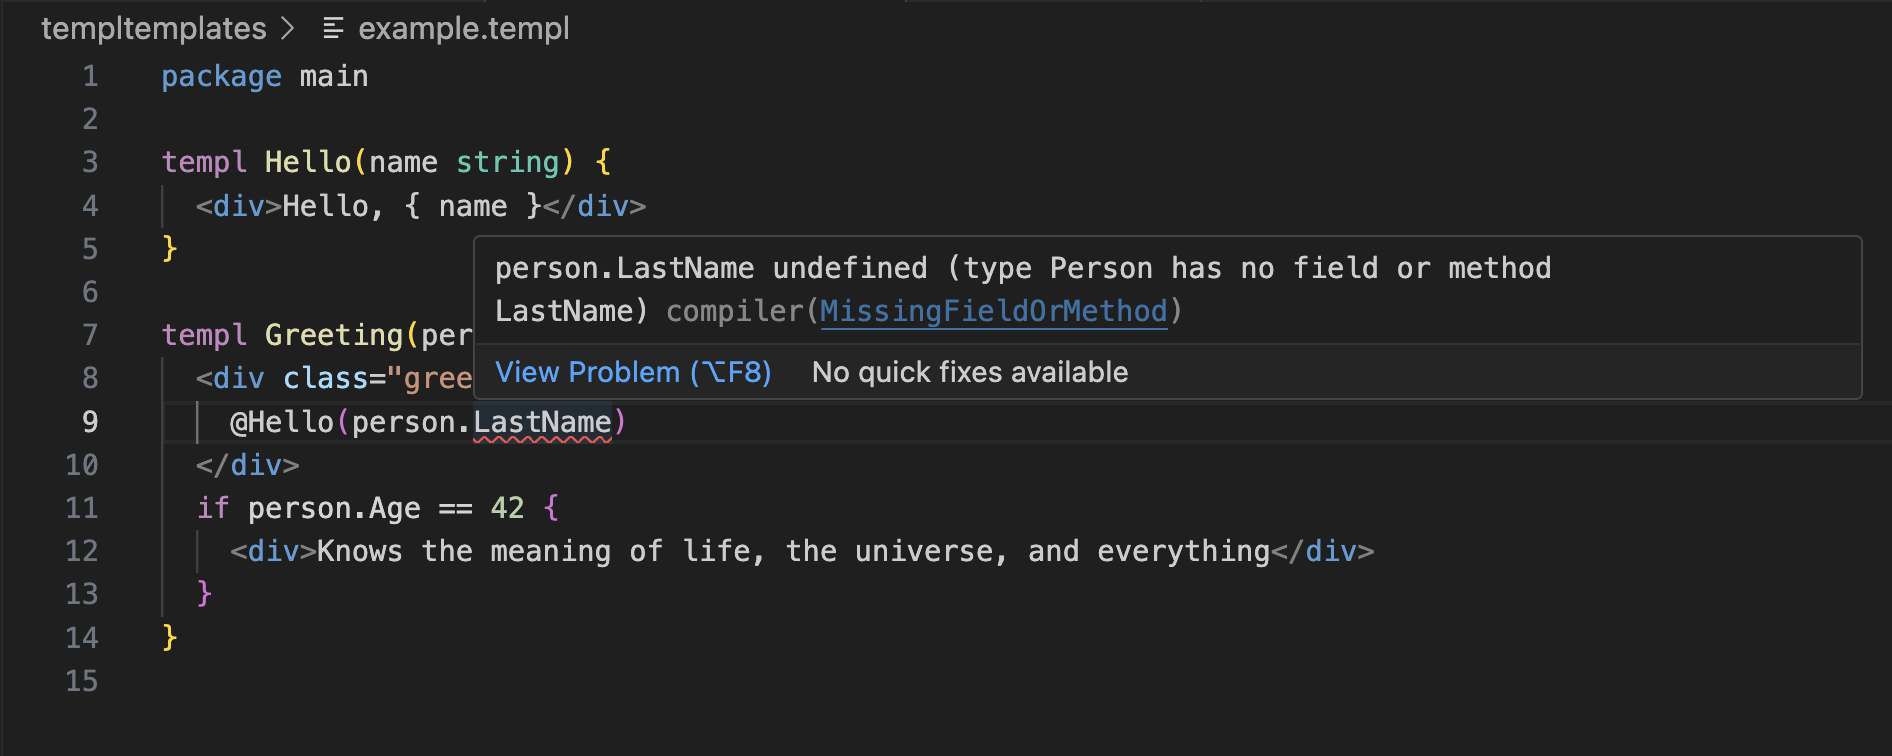 templtemplates > example.templ
1 package main
2
3 templ Hello(name string) {
4 <div>Hello, { name }</div>
5 }
6
7 templ Greeting(per
8 <div class="gree
9 @Hello(person.LastName)
10 </div>
11 if person.Age == 42 {
12 <div>Knows the meaning of life, the universe, and everything</div>
13 }
14 }
15
person.LastName undefined (type Person has no field or method
LastName) compiler(MissingFieldOrMethod)
View Problem (⌥F8) No quick fixes available